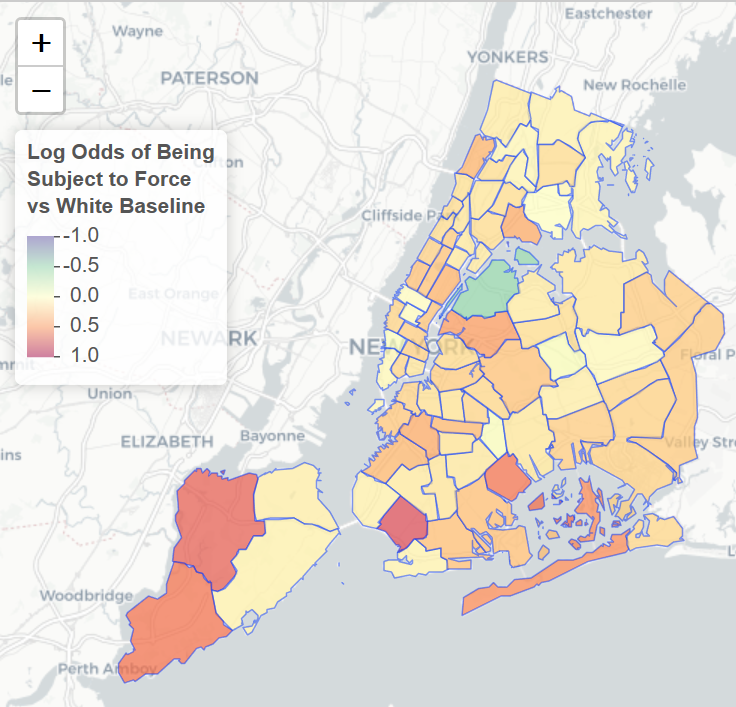 Eastchester
Wayne
YONKERS
PATERSON
New Rochelle
+
−
Log Odds of Being
Subject to Force
vs White Baseline
-1.0
-0.5
0.0
0.5
1.0
Cliffside Pa
East Orange
NEWARK
NEW YORK
Floral P
Union
ELIZABETH
Bayonne
Valley Stre
ins
Woodbridge
Perth Amboy
L